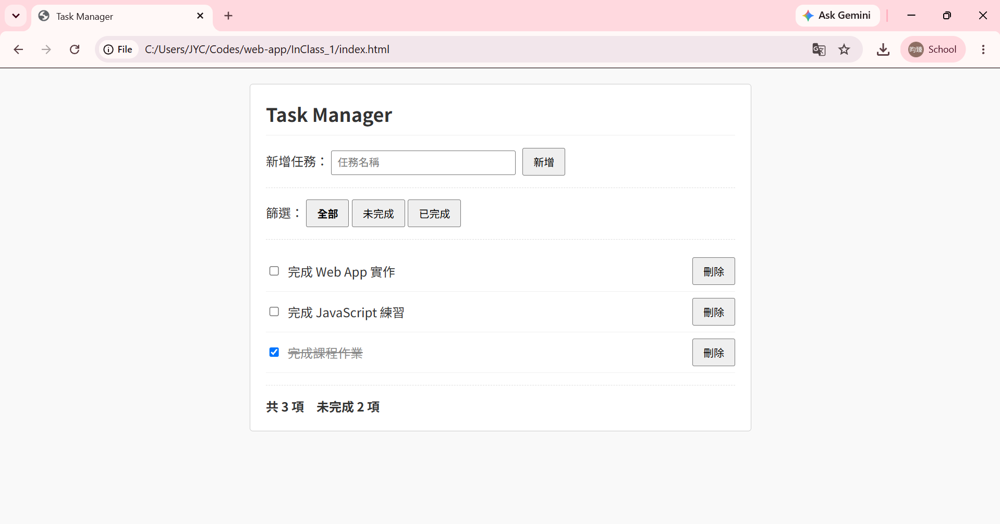 Task Manager
Ask Gemini
File C:/Users/JYC/Codes/web-app/InClass_1/index.html
昀臻 School
Task Manager
新增任務： 任務名稱 新增
篩選： 全部 未完成 已完成
完成 Web App 實作 刪除
完成 JavaScript 練習 刪除
完成課程作業 刪除
共 3 項 未完成 2 項